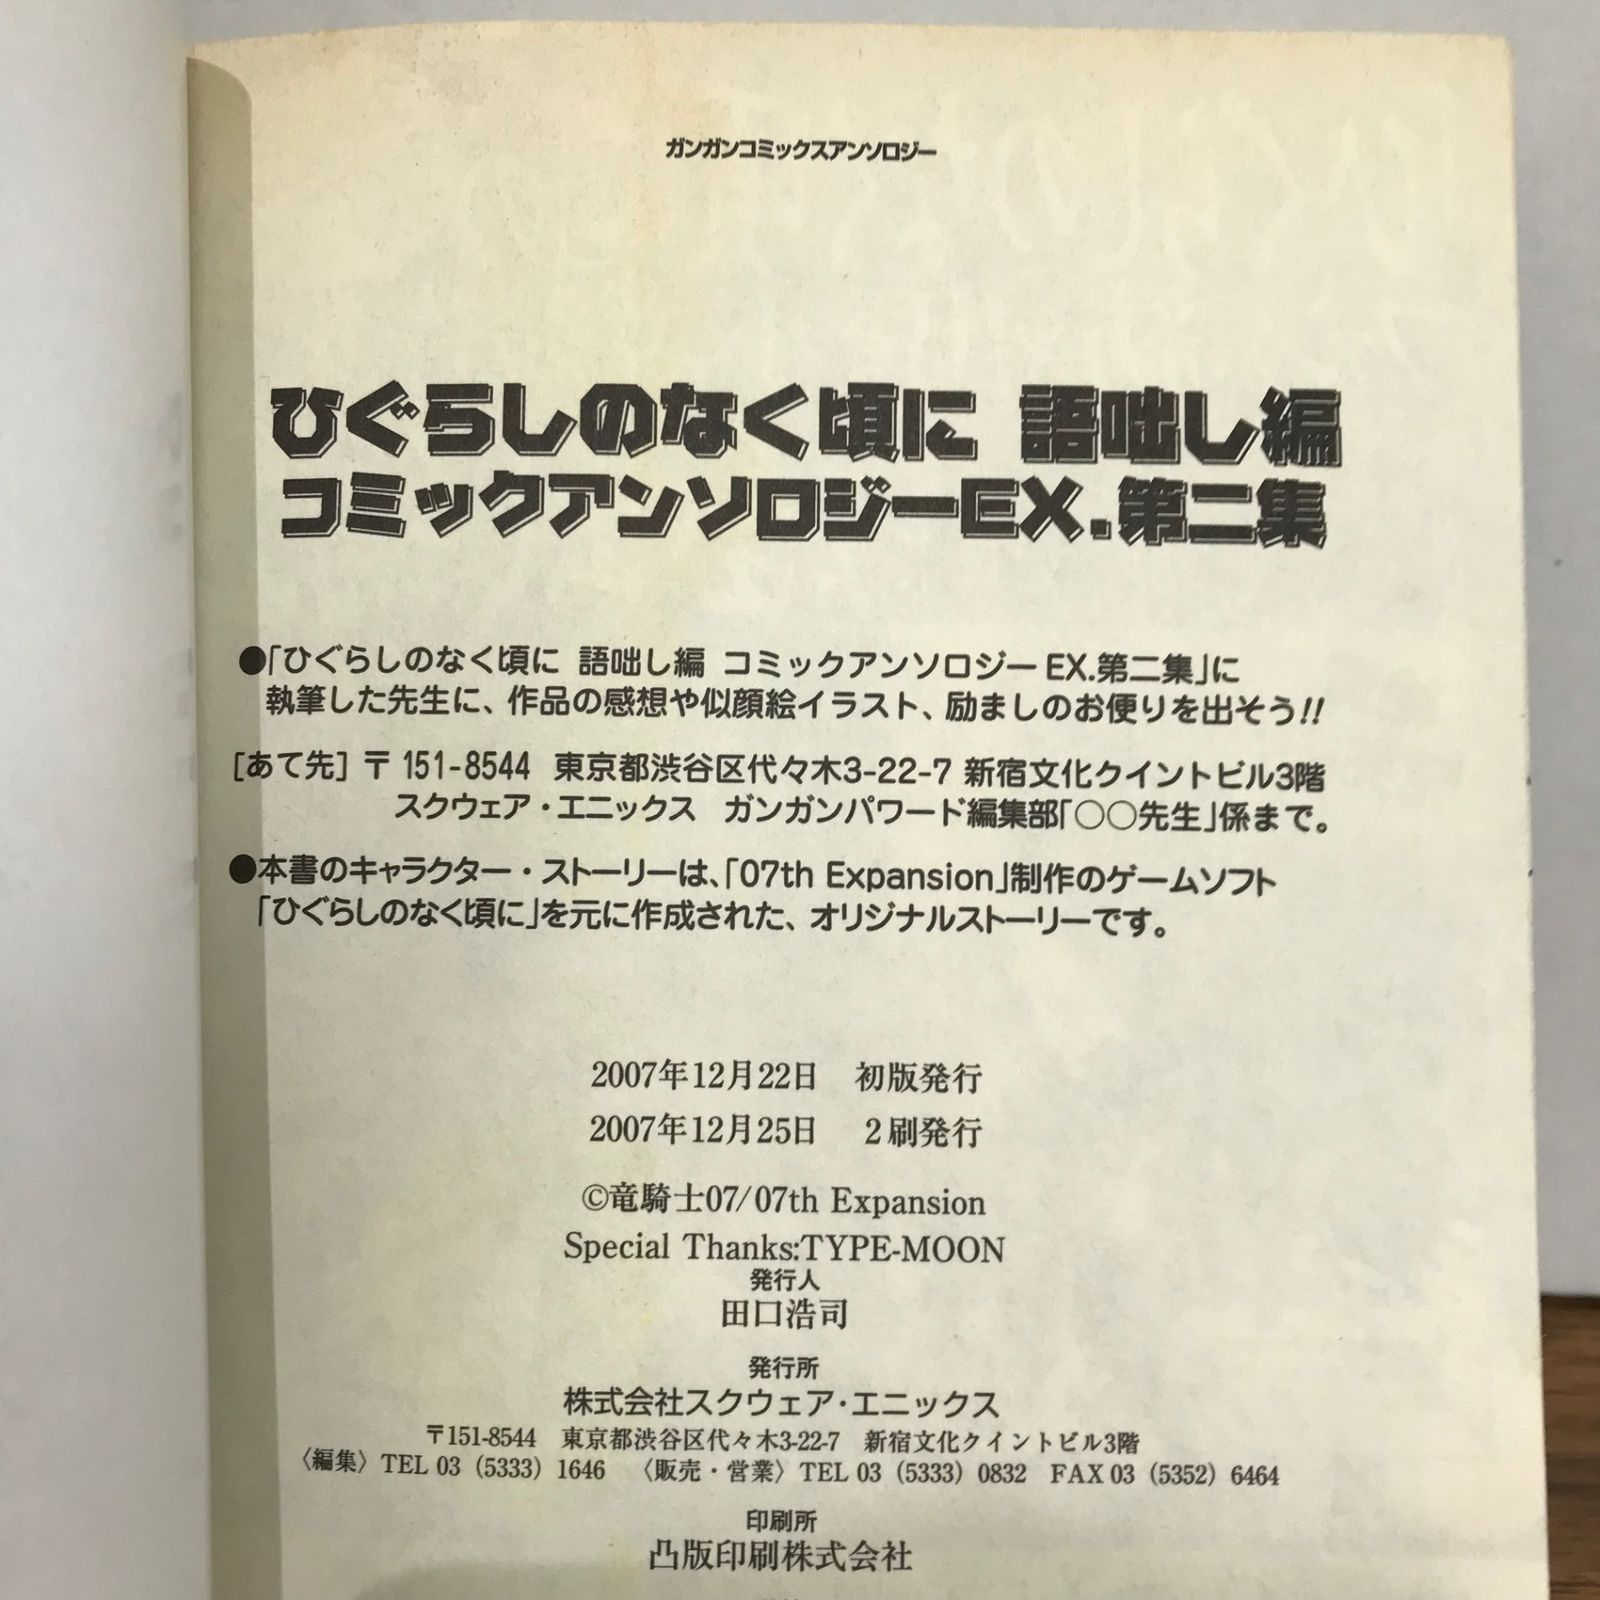 ガンガンコミックスアンソロジー
ひぐらしのなく頃に 語咄し編
コミックアンソロジーEX.第二集
●「ひぐらしのなく頃に 語咄し編 コミックアンソロジーEX.第二集」に
執筆した先生に、作品の感想や似顔絵イラスト、励ましのお便りを出そう!!
[あて先] 〒151-8544 東京都渋谷区代々木3-22-7 新宿文化クイントビル3階
スクウェア・エニックス ガンガンパワード編集部「○○先生」係まで。
●本書のキャラクター・ストーリーは、「07th Expansion」制作のゲームソフト
「ひぐらしのなく頃に」を元に作成された、オリジナルストーリーです。
2007年12月22日 初版発行
2007年12月25日 2刷発行
©竜騎士07/07th Expansion
Special Thanks:TYPE-MOON
発行人
田口浩司
発行所
株式会社スクウェア・エニックス
〒151-8544 東京都渋谷区代々木3-22-7 新宿文化クイントビル3階
〈編集〉TEL 03（5333）1646 〈販売・営業〉TEL 03（5333）0832 FAX 03（5352）6464
印刷所
凸版印刷株式会社